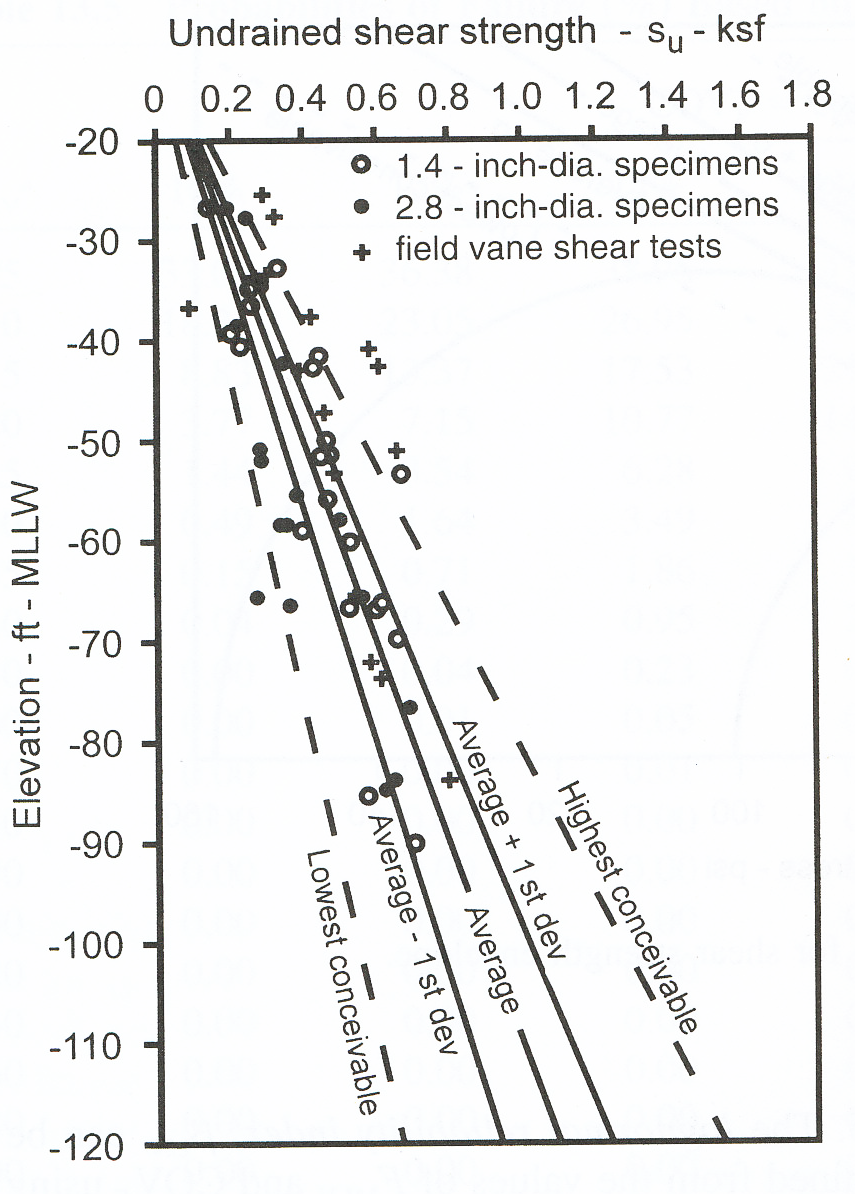 Undrained shear strength - su - ksf
0 0.2 0.4 0.6 0.8 1.0 1.2 1.4 1.6 1.8
-20
-30
-40
-50
-60
-70
-80
-90
-100
-110
-120
Elevation - ft - MLLW
1.4 - inch-dia. specimens
2.8 - inch-dia. specimens
field vane shear tests
Lowest conceivable
Average - 1 st dev
Average
Average + 1 st dev
Highest conceivable